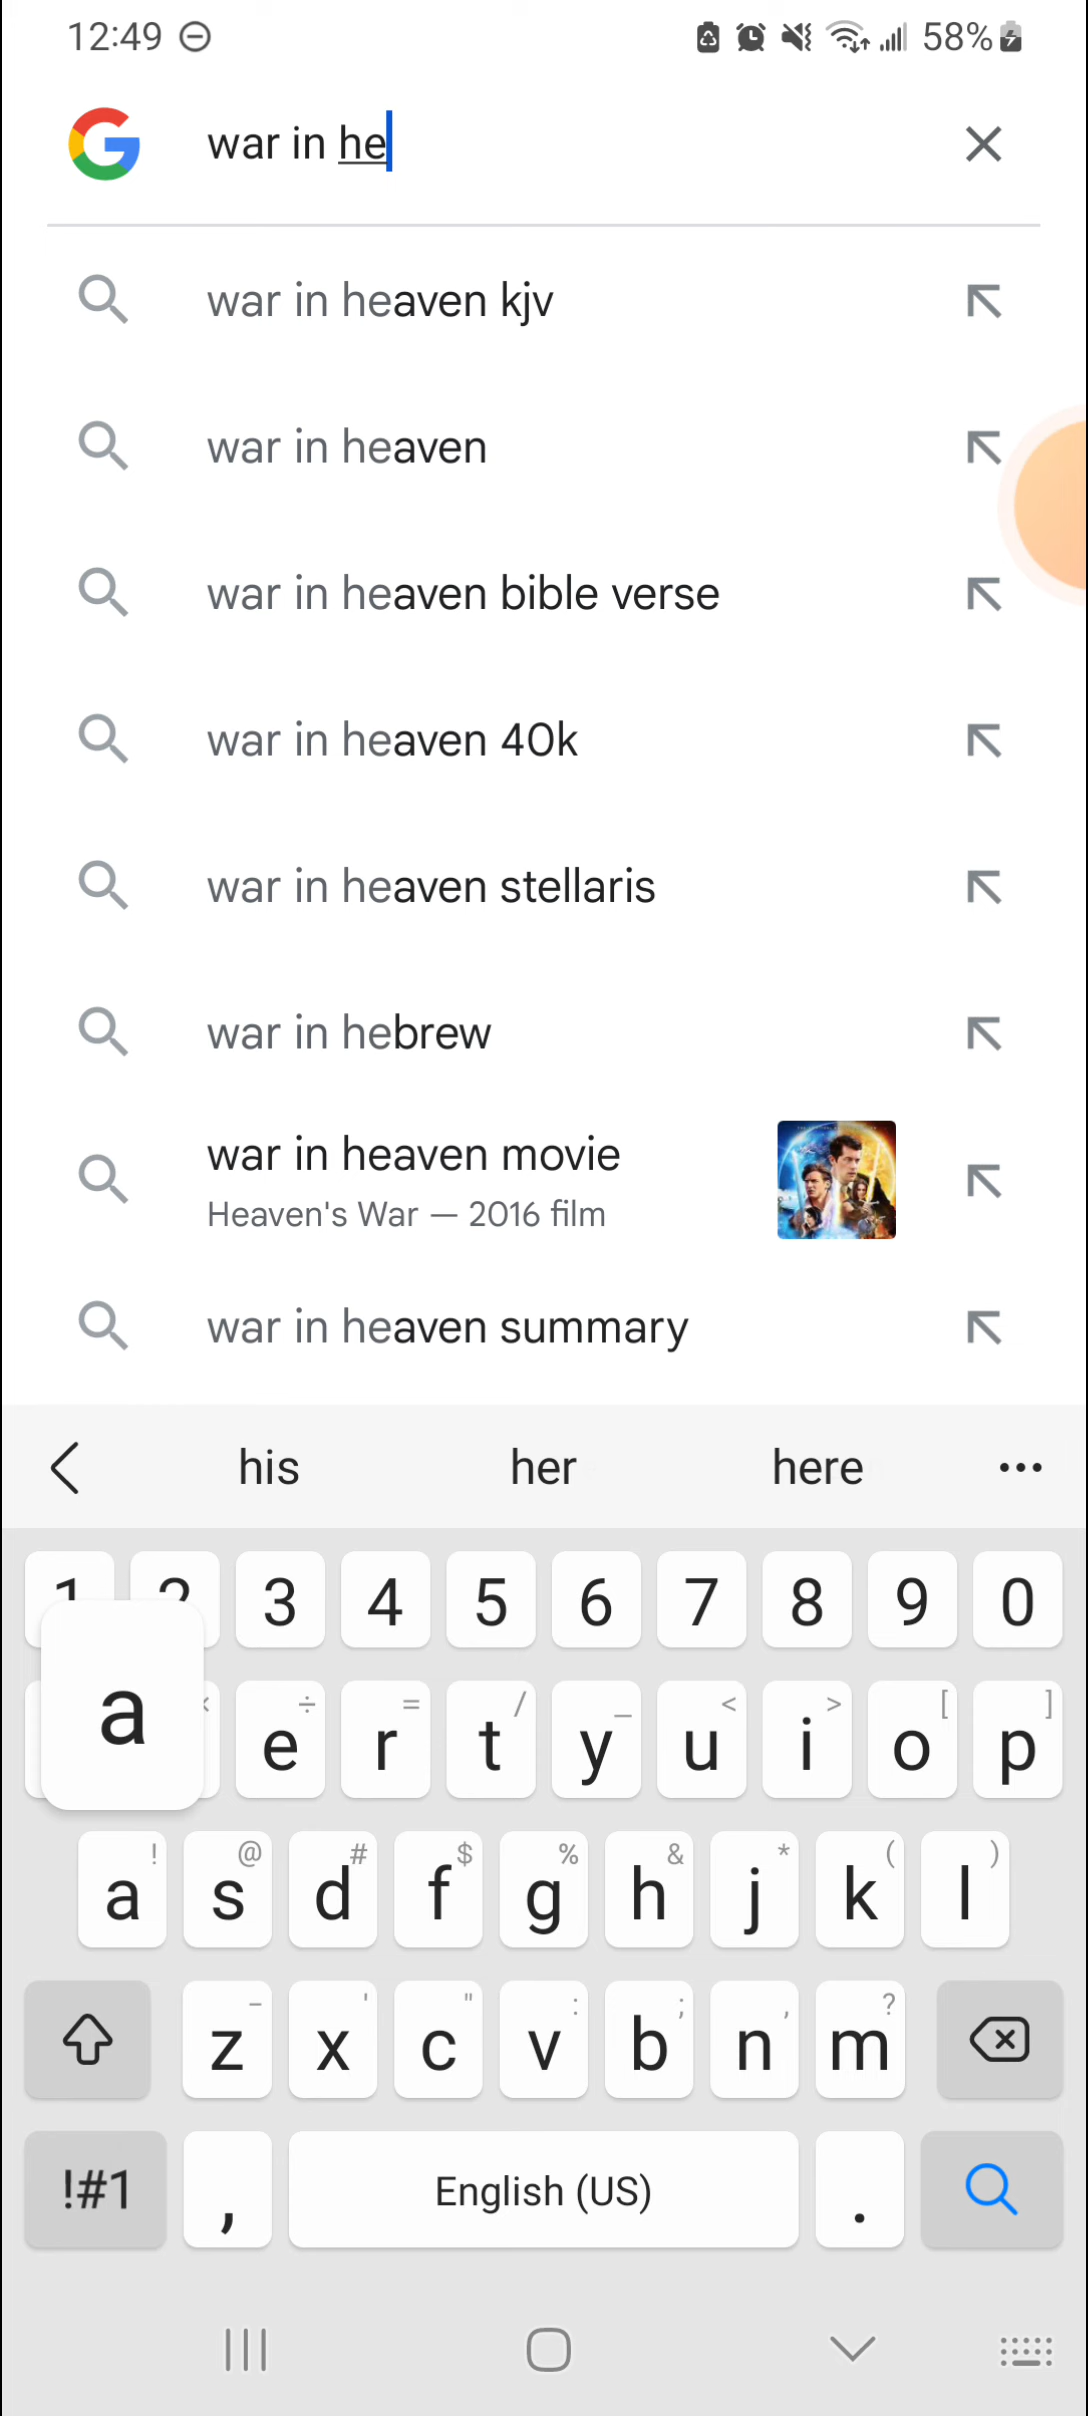 12:49 58%
war in he
war in heaven kjv
war in heaven
war in heaven bible verse
war in heaven 40k
war in heaven stellaris
war in hebrew
war in heaven movie
Heaven's War — 2016 film
war in heaven summary
his her here
1 2 3 4 5 6 7 8 9 0
a
÷ = / _ < > [ ]
e r t y u i o p
! @ # $ % & * ( )
a s d f g h j k l
- ' " : ; , ?
z x c v b n m
!#1 , English (US) .